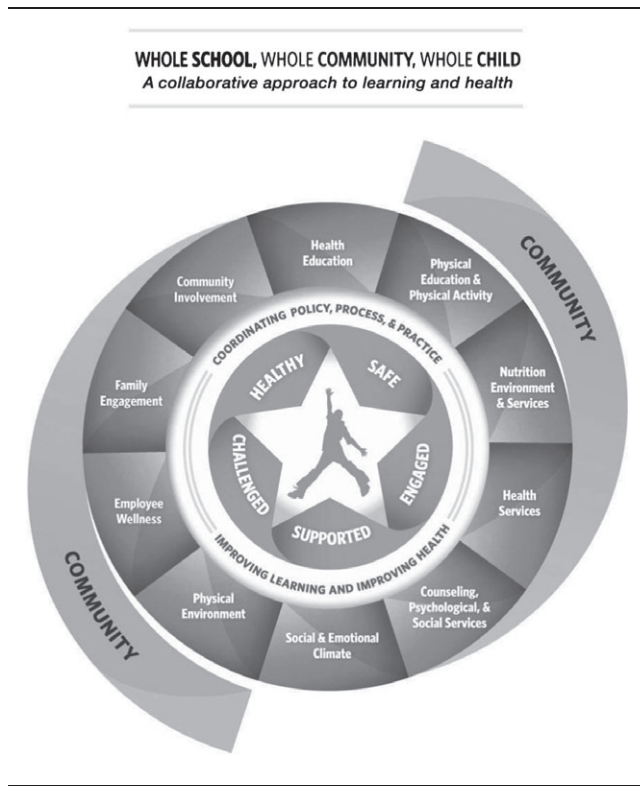 WHOLE SCHOOL, WHOLE COMMUNITY, WHOLE CHILD
A collaborative approach to learning and health
COMMUNITY
Health
Education
Physical
Education &
Physical Activity
Nutrition
Environment
& Services
Health
Services
Counseling,
Psychological, &
Social Services
Social & Emotional
Climate
Physical
Environment
Employee
Wellness
Family
Engagement
Community
Involvement
COORDINATING POLICY, PROCESS, & PRACTICE
HEALTHY
SAFE
ENGAGED
SUPPORTED
CHALLENGED
IMPROVING LEARNING AND IMPROVING HEALTH
COMMUNITY